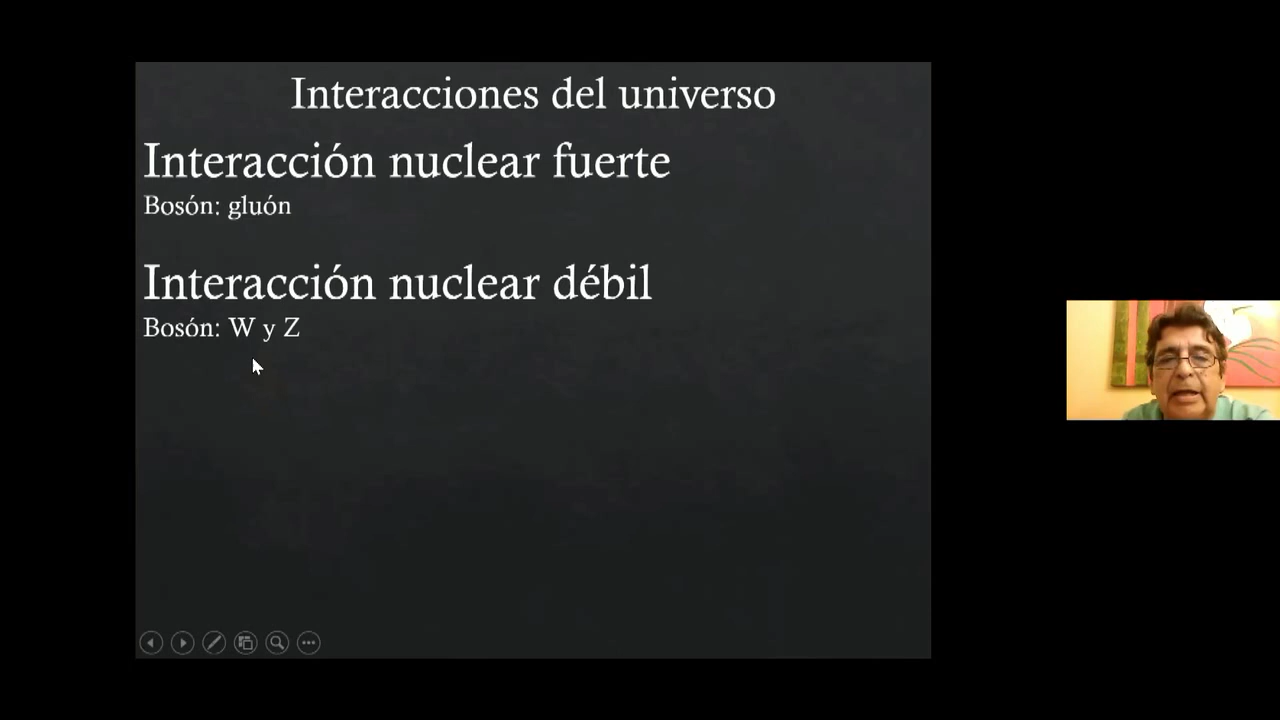 Interacciones del universo
Interacción nuclear fuerte
Bosón: gluón
Interacción nuclear débil
Bosón: W y Z